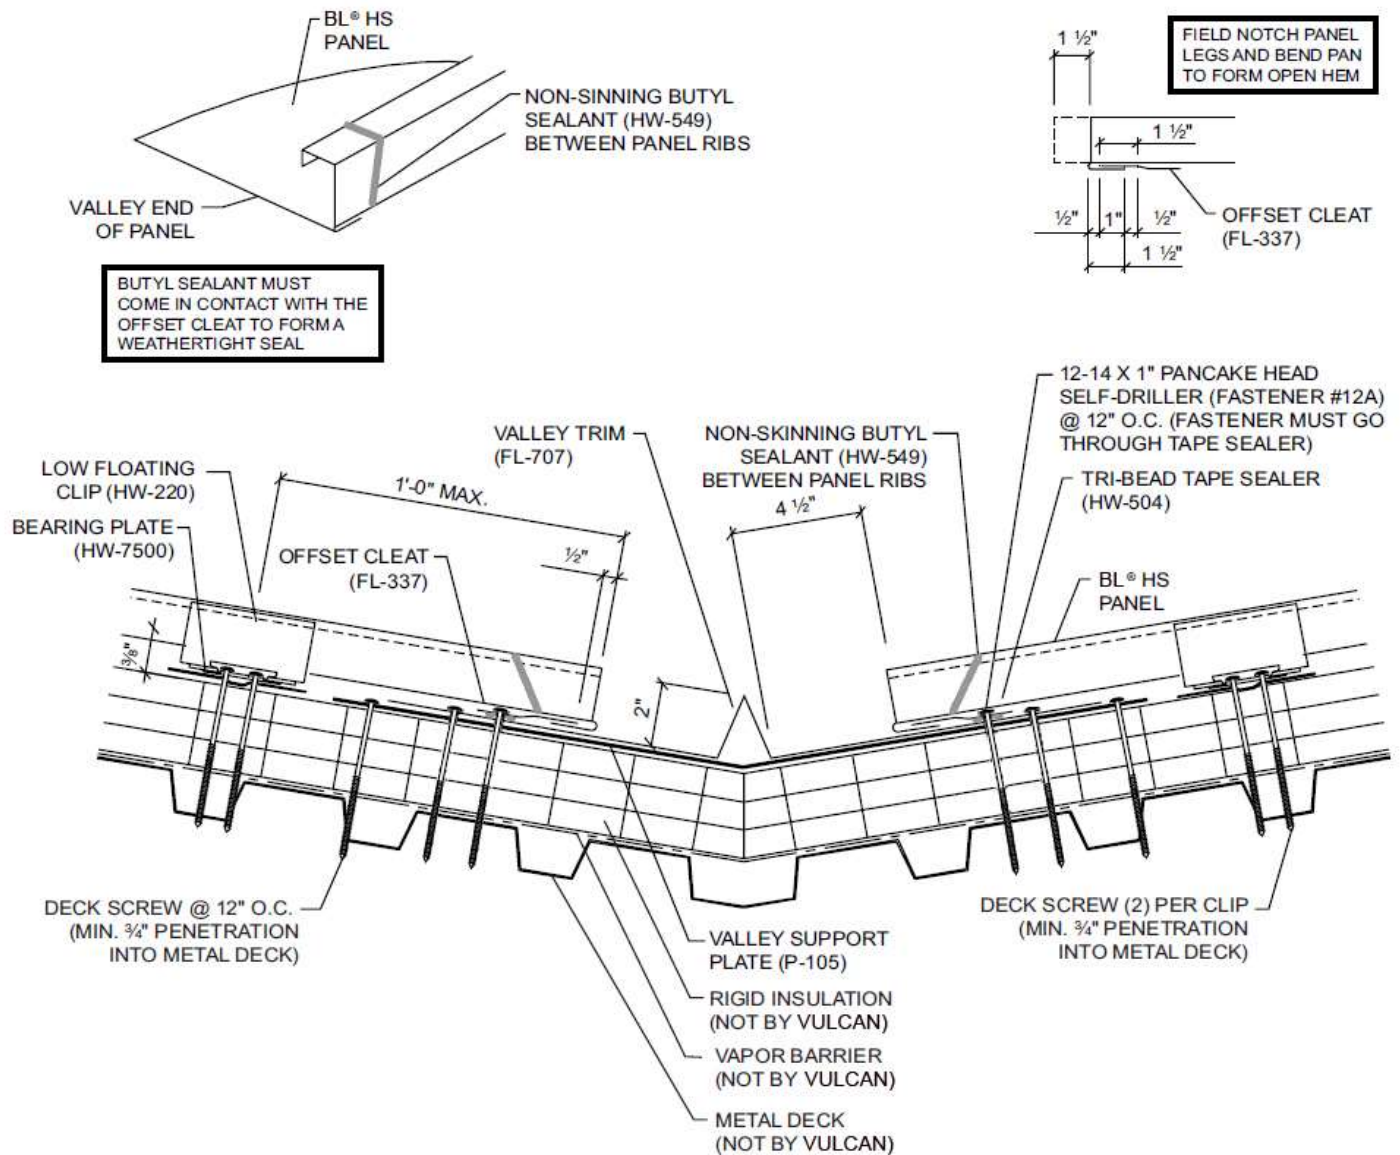 BL® HS
PANEL
NON-SINNING BUTYL
SEALANT (HW-549)
BETWEEN PANEL RIBS
VALLEY END
OF PANEL
BUTYL SEALANT MUST
COME IN CONTACT WITH THE
OFFSET CLEAT TO FORM A
WEATHERTIGHT SEAL
1 ½"
FIELD NOTCH PANEL
LEGS AND BEND PAN
TO FORM OPEN HEM
1 ½"
½"
1"
½"
1 ½"
OFFSET CLEAT
(FL-337)
12-14 X 1" PANCAKE HEAD
SELF-DRILLER (FASTENER #12A)
@ 12" O.C. (FASTENER MUST GO
THROUGH TAPE SEALER)
VALLEY TRIM
(FL-707)
NON-SKINNING BUTYL
SEALANT (HW-549)
BETWEEN PANEL RIBS
LOW FLOATING
CLIP (HW-220)
1'-0" MAX.
TRI-BEAD TAPE SEALER
(HW-504)
4 ½"
BEARING PLATE
(HW-7500)
OFFSET CLEAT
(FL-337)
½"
BL® HS
PANEL
⅜"
2"
DECK SCREW @ 12" O.C.
(MIN. ¾" PENETRATION
INTO METAL DECK)
DECK SCREW (2) PER CLIP
(MIN. ¾" PENETRATION
INTO METAL DECK)
VALLEY SUPPORT
PLATE (P-105)
RIGID INSULATION
(NOT BY VULCAN)
VAPOR BARRIER
(NOT BY VULCAN)
METAL DECK
(NOT BY VULCAN)